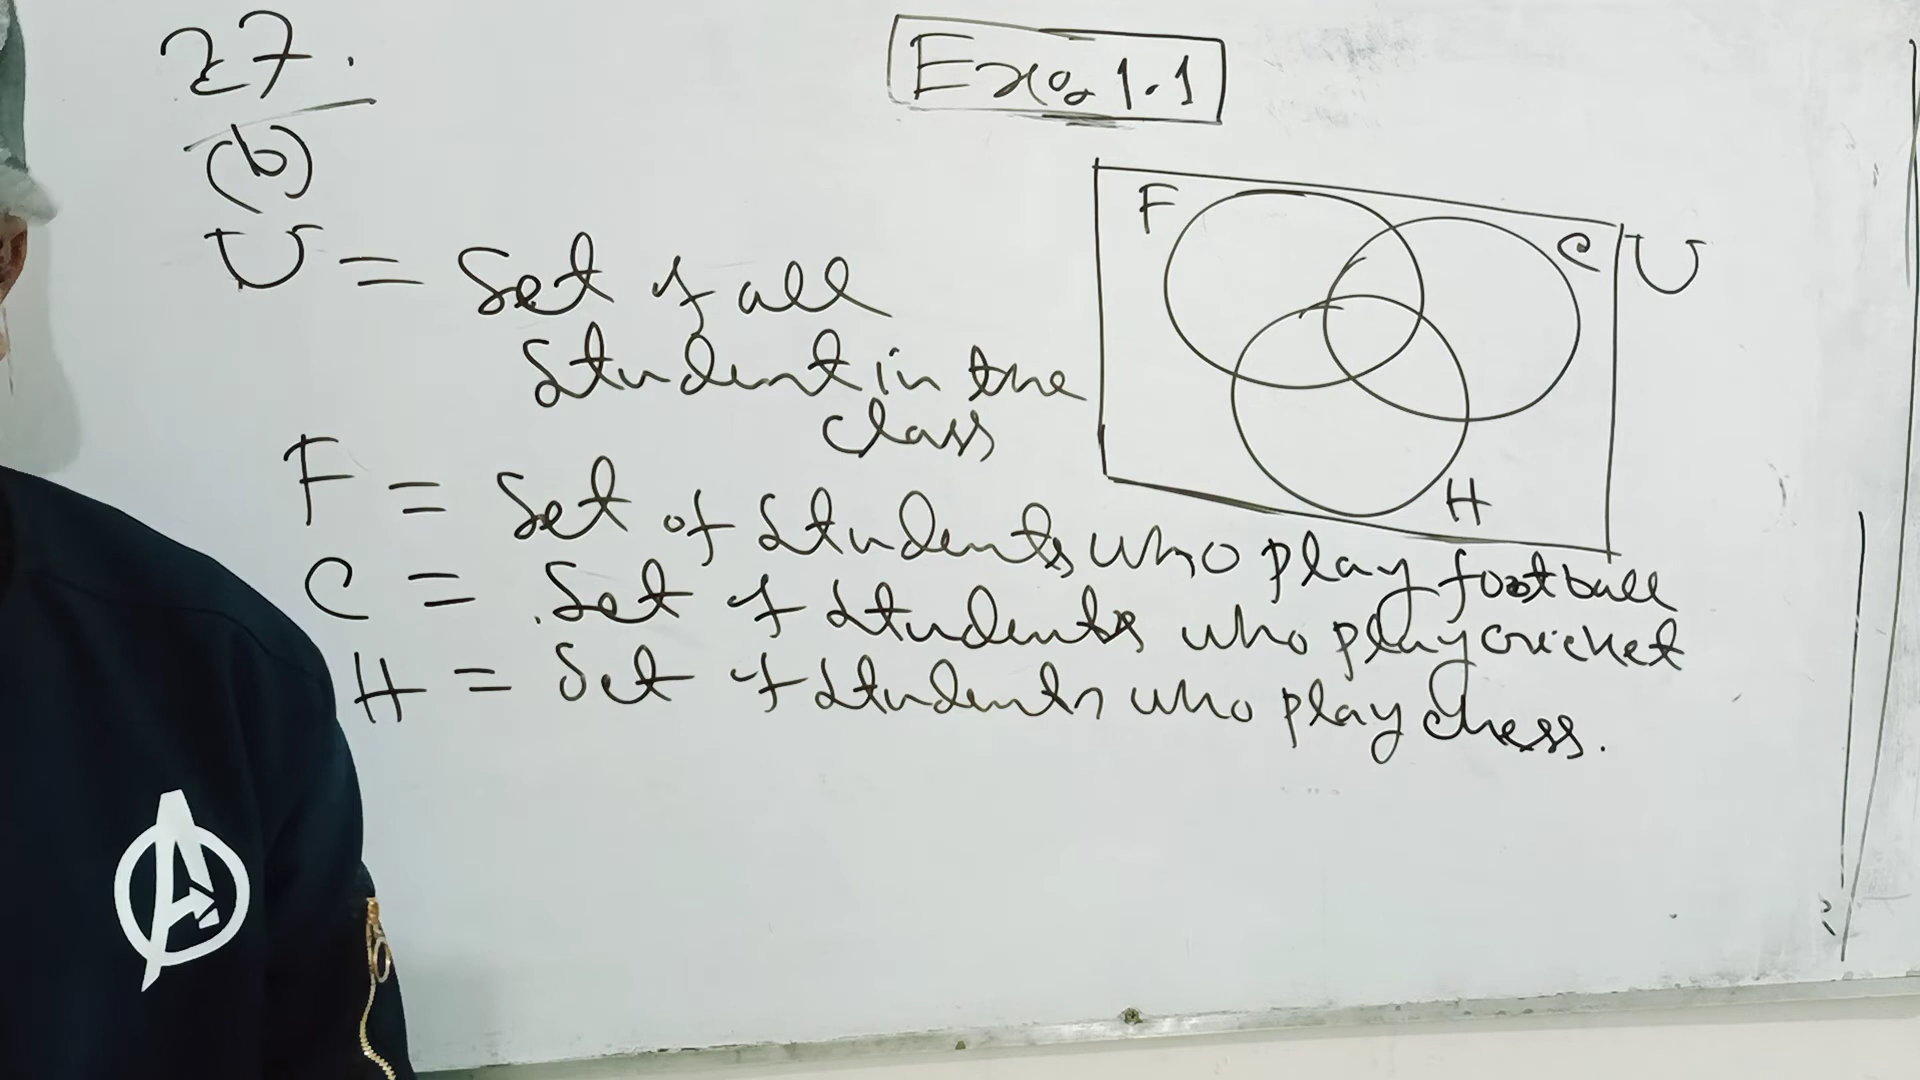 27.
Ex: 1.1
(b)
U = Set of all
Student in the
class
F = Set of Students who play football
C = Set of Students who play cricket
H = Set of Students who play chess.
F
C
U
H
A